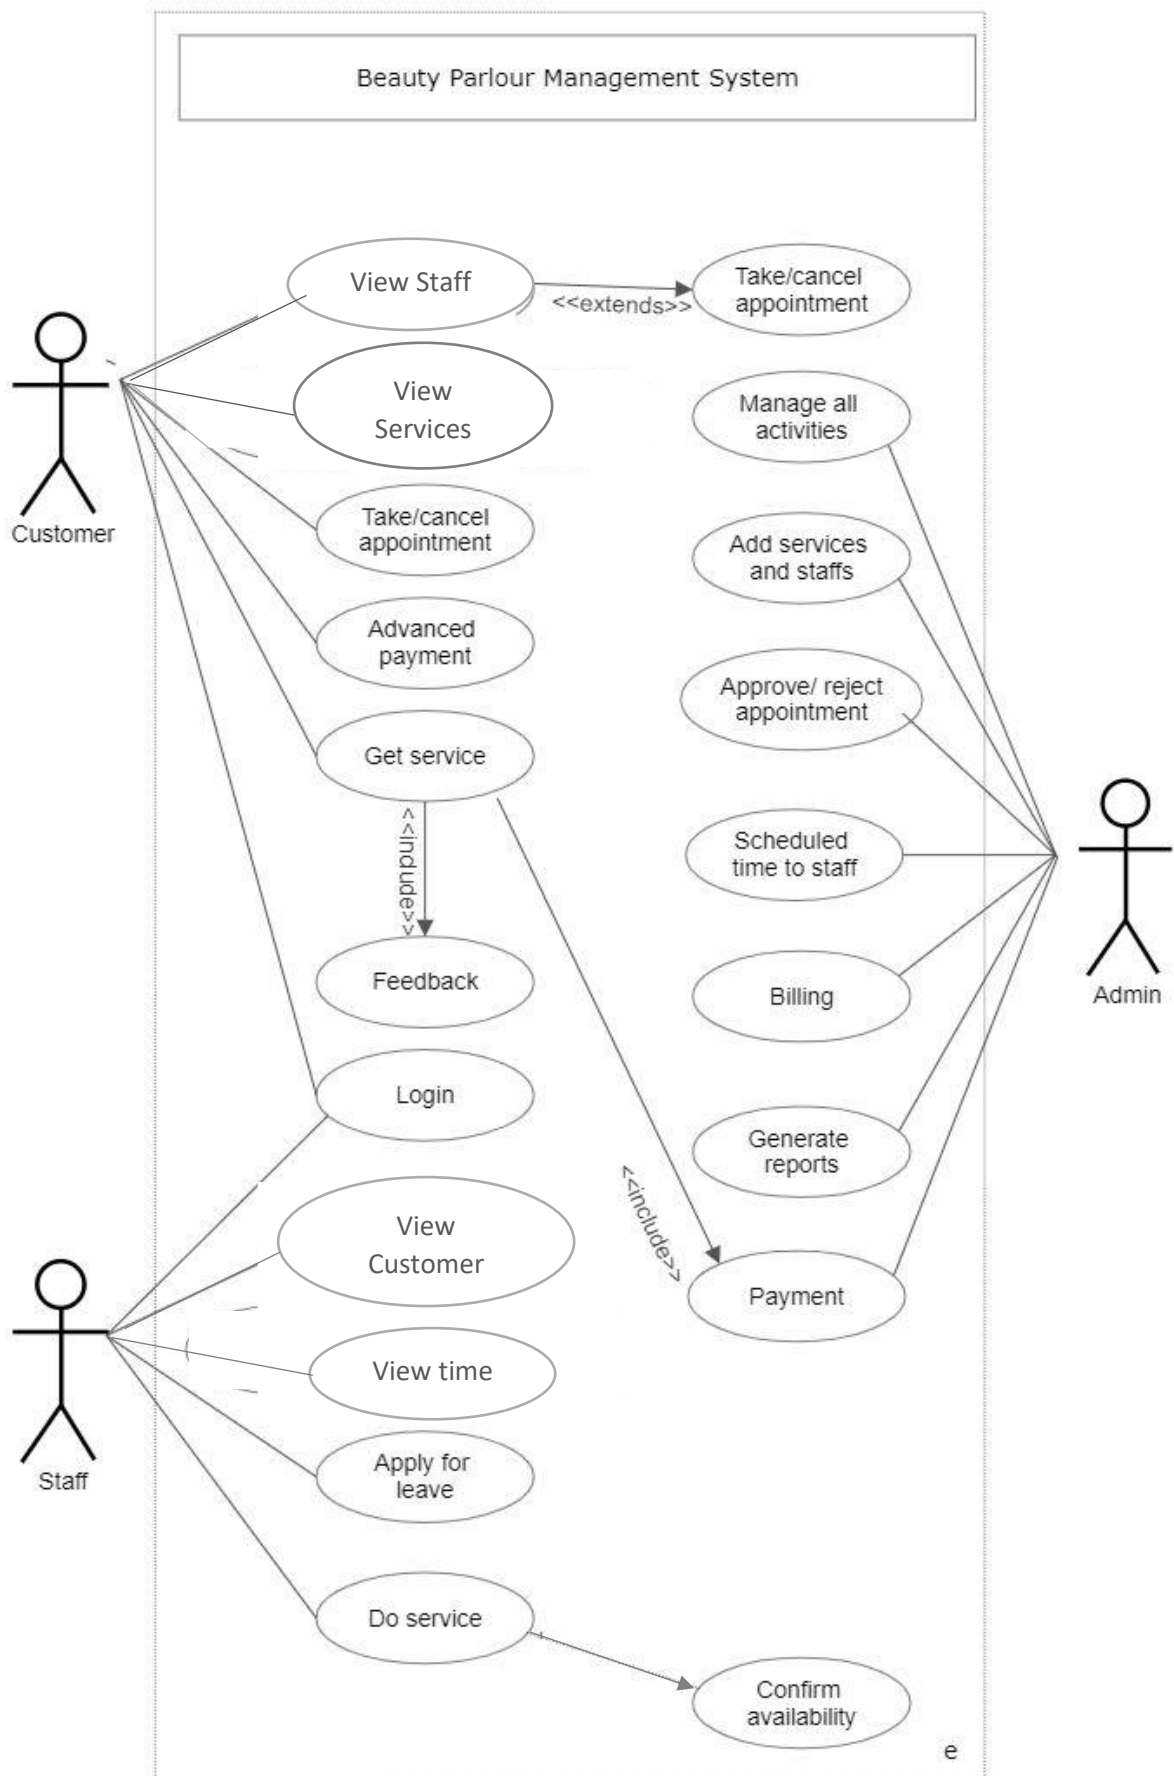 Beauty Parlour Management System
View Staff
<<extends>>
Take/cancel
appointment
View
Services
Manage all
activities
Customer
Take/cancel
appointment
Add services
and staffs
Advanced
payment
Approve/ reject
appointment
Get service
<<include>>
Scheduled
time to staff
Feedback
Billing
Admin
Login
Generate
reports
<<include>>
View
Customer
Payment
View time
Staff
Apply for
leave
Do service
Confirm
availability
e